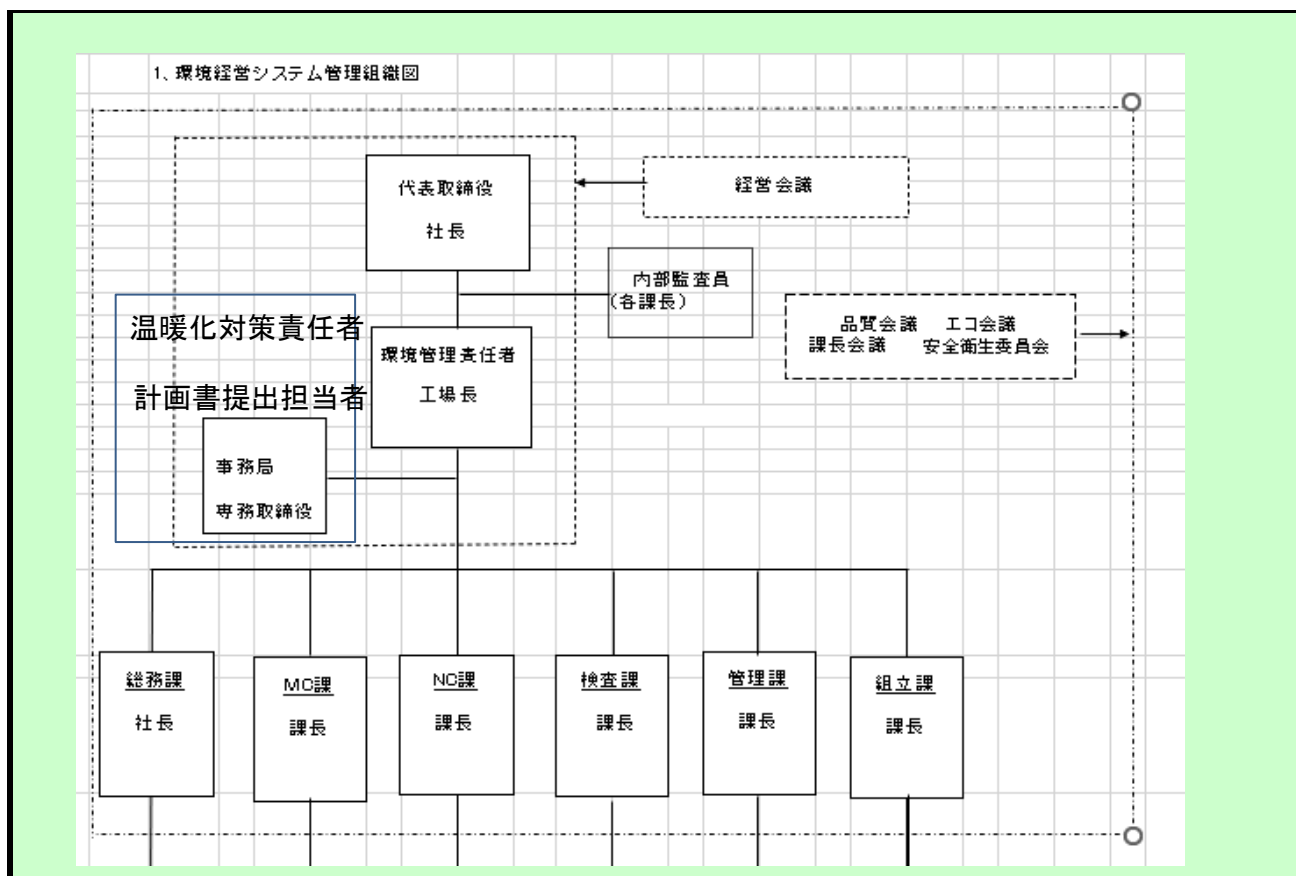 1、環境経営システム管理組織図
代表取締役
社長
経営会議
内部監査員
(各課長)
品質会議 エコ会議
課長会議 安全衛生委員会
温暖化対策責任者
計画書提出担当者
環境管理責任者
工場長
事務局
専務取締役
総務課
社長
MC課
課長
NC課
課長
検査課
課長
管理課
課長
組立課
課長